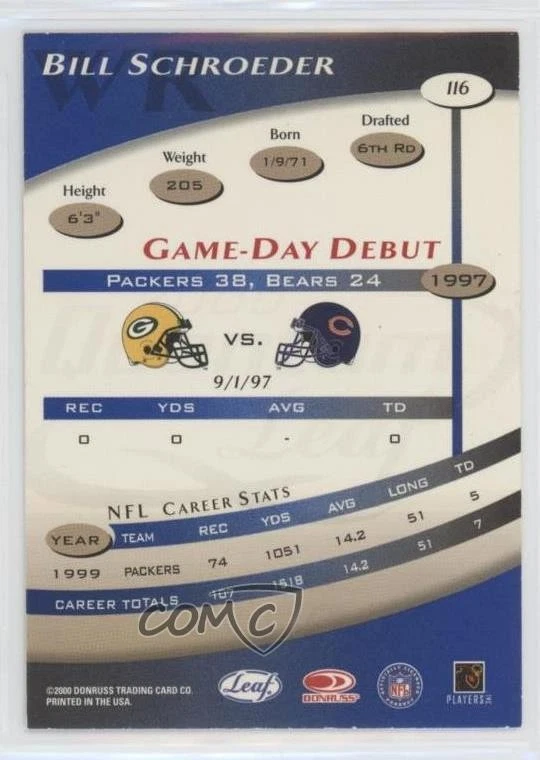 WR
BILL SCHROEDER
116
Height
6'3"
Weight
205
Born
1/9/71
Drafted
6TH RD
GAME-DAY DEBUT
PACKERS 38, BEARS 24
1997
G
VS.
C
9/1/97
REC YDS AVG TD
0 0 - 0
NFL CAREER STATS
YEAR TEAM REC YDS AVG LONG TD
1999 PACKERS 74 1051 14.2 51 5
CAREER TOTALS 107 1518 14.2 51 7
COMC
©2000 DONRUSS TRADING CARD CO.
PRINTED IN THE USA.
Leaf
DONRUSS
NFL
PLAYERS INC